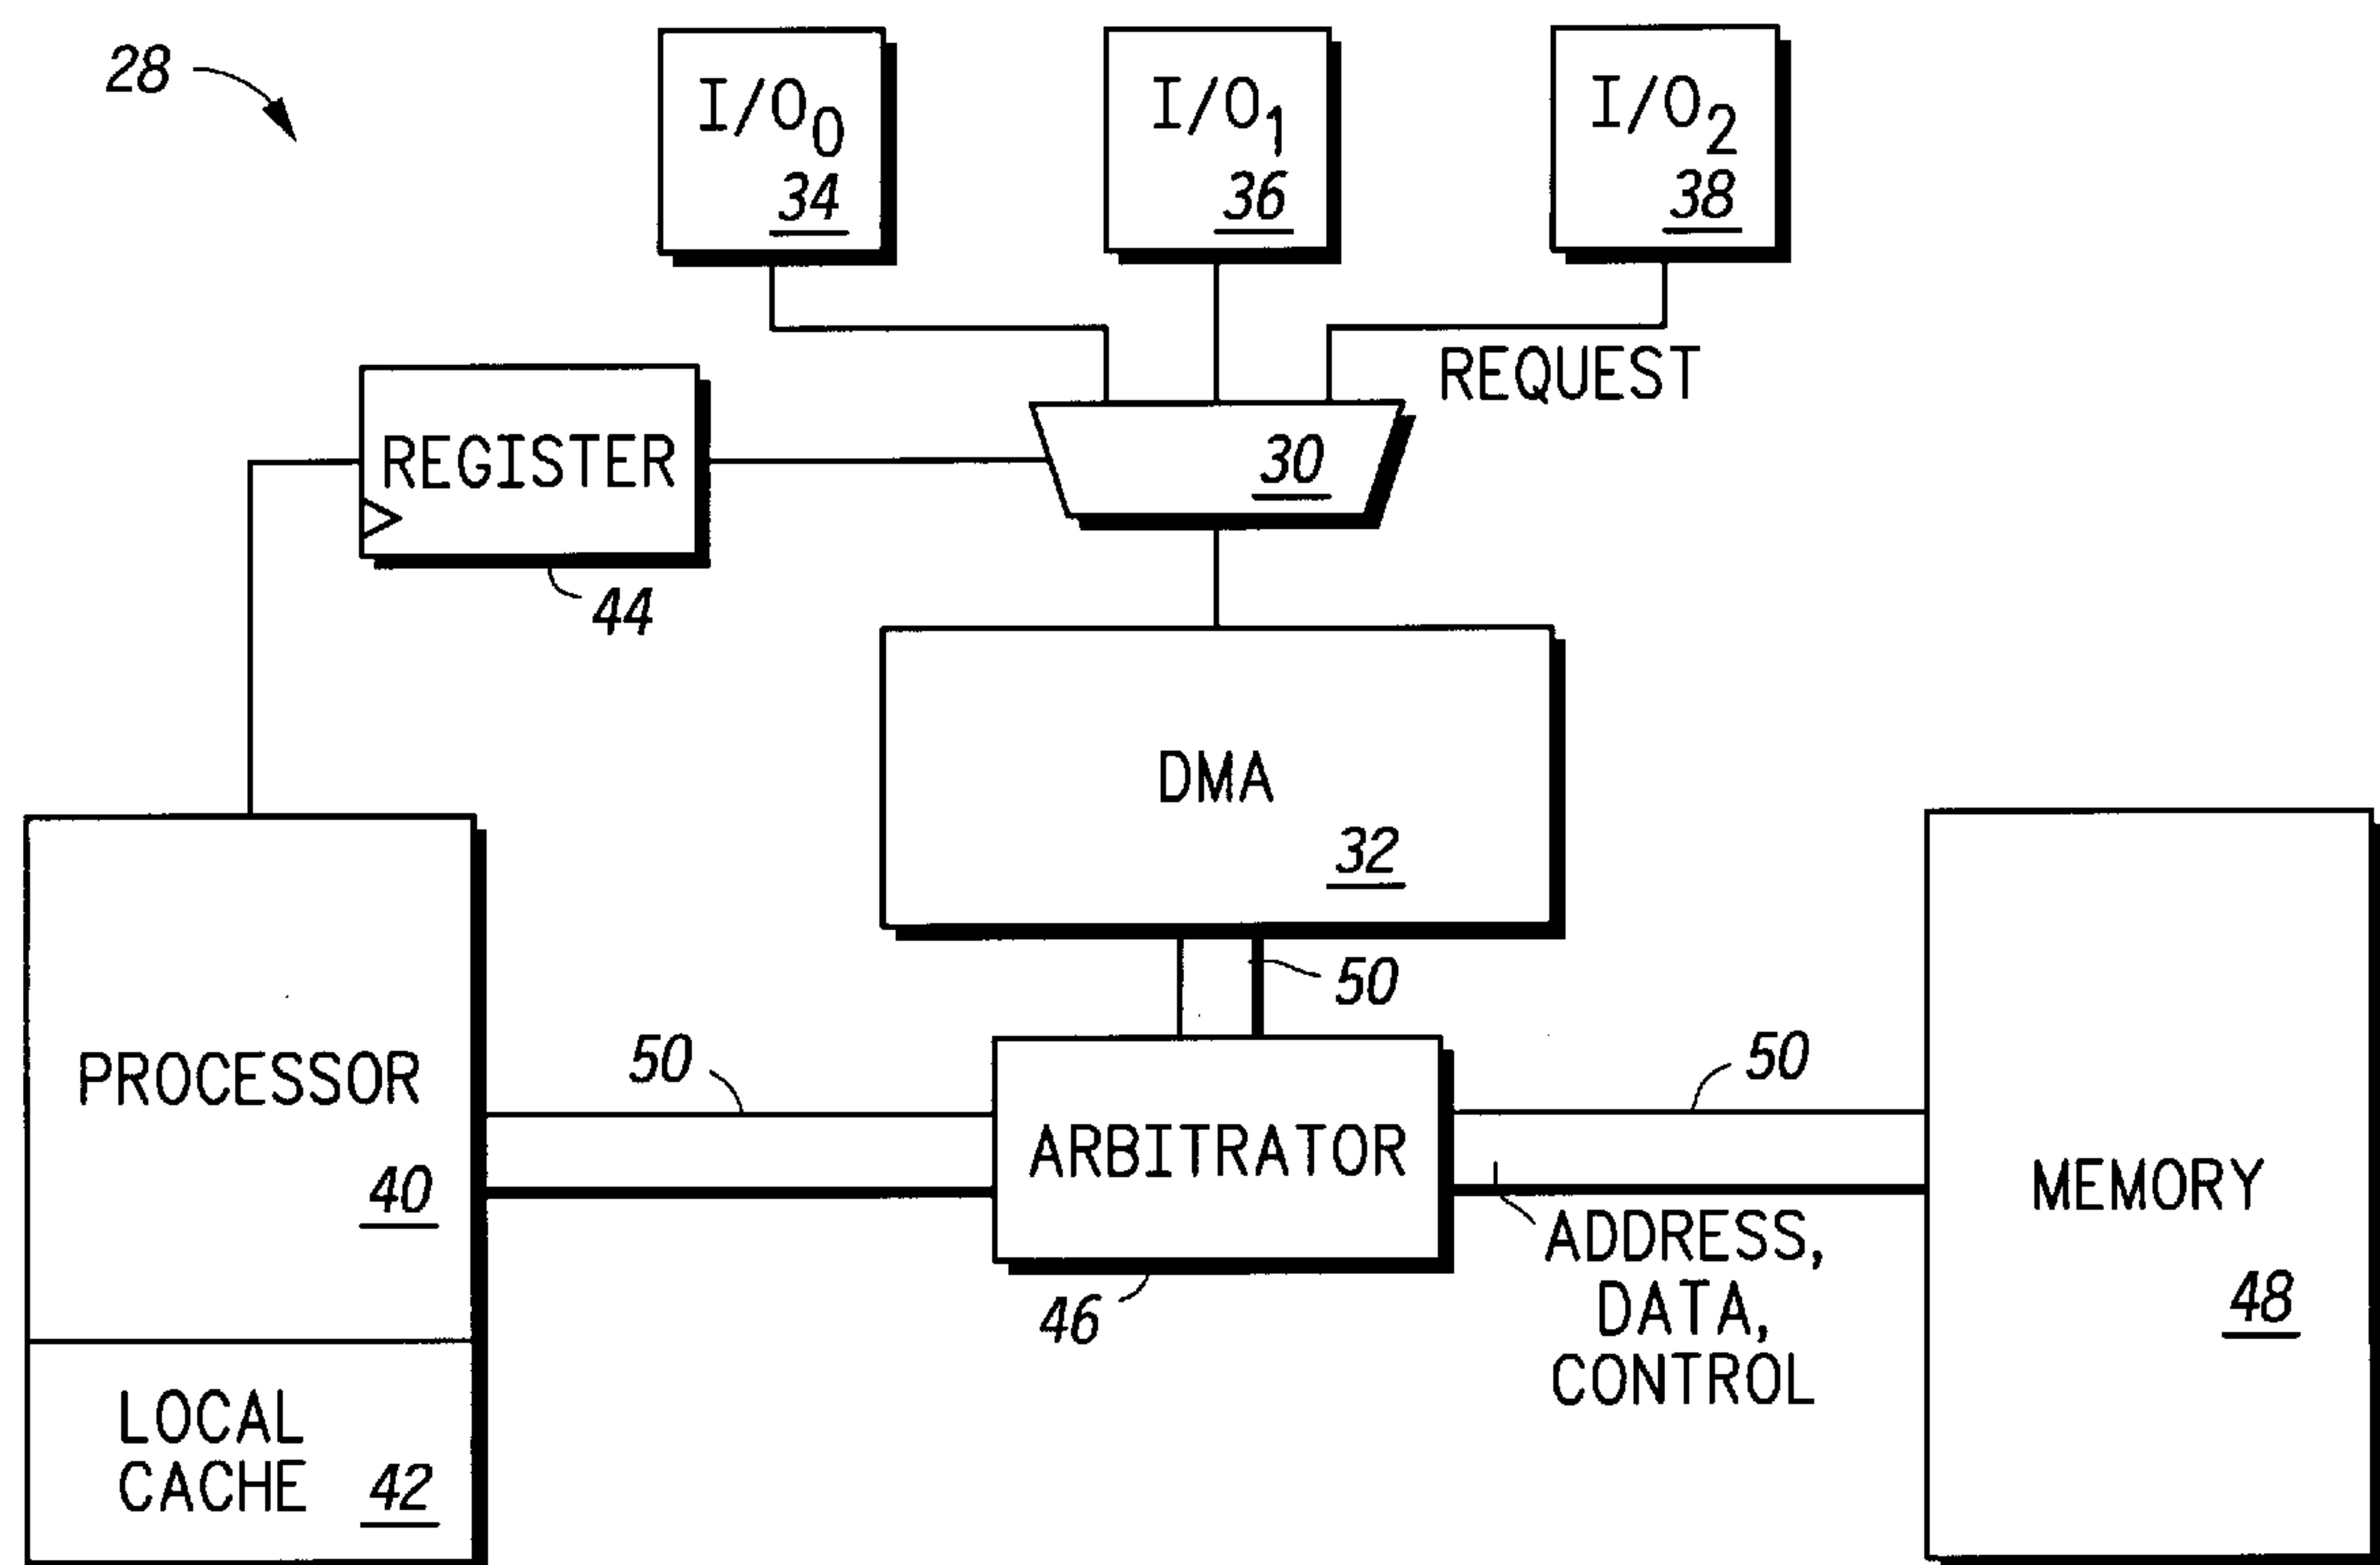 28
I/O0
34
I/O1
36
I/O2
38
REQUEST
REGISTER
30
44
DMA
32
50
PROCESSOR
40
50
ARBITRATOR
50
MEMORY
ADDRESS,
DATA,
CONTROL
48
46
LOCAL
CACHE
42